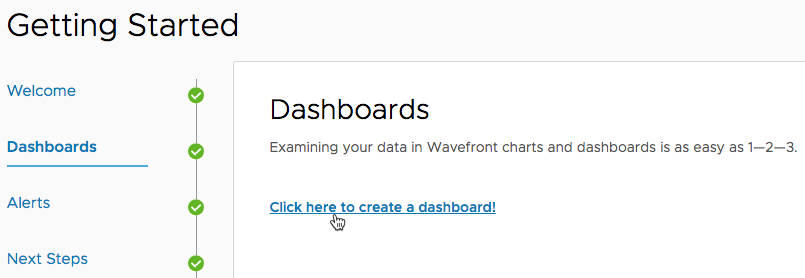 Getting Started
Welcome
Dashboards
Alerts
Next Steps
Dashboards
Examining your data in Wavefront charts and dashboards is as easy as 1—2—3.
Click here to create a dashboard!